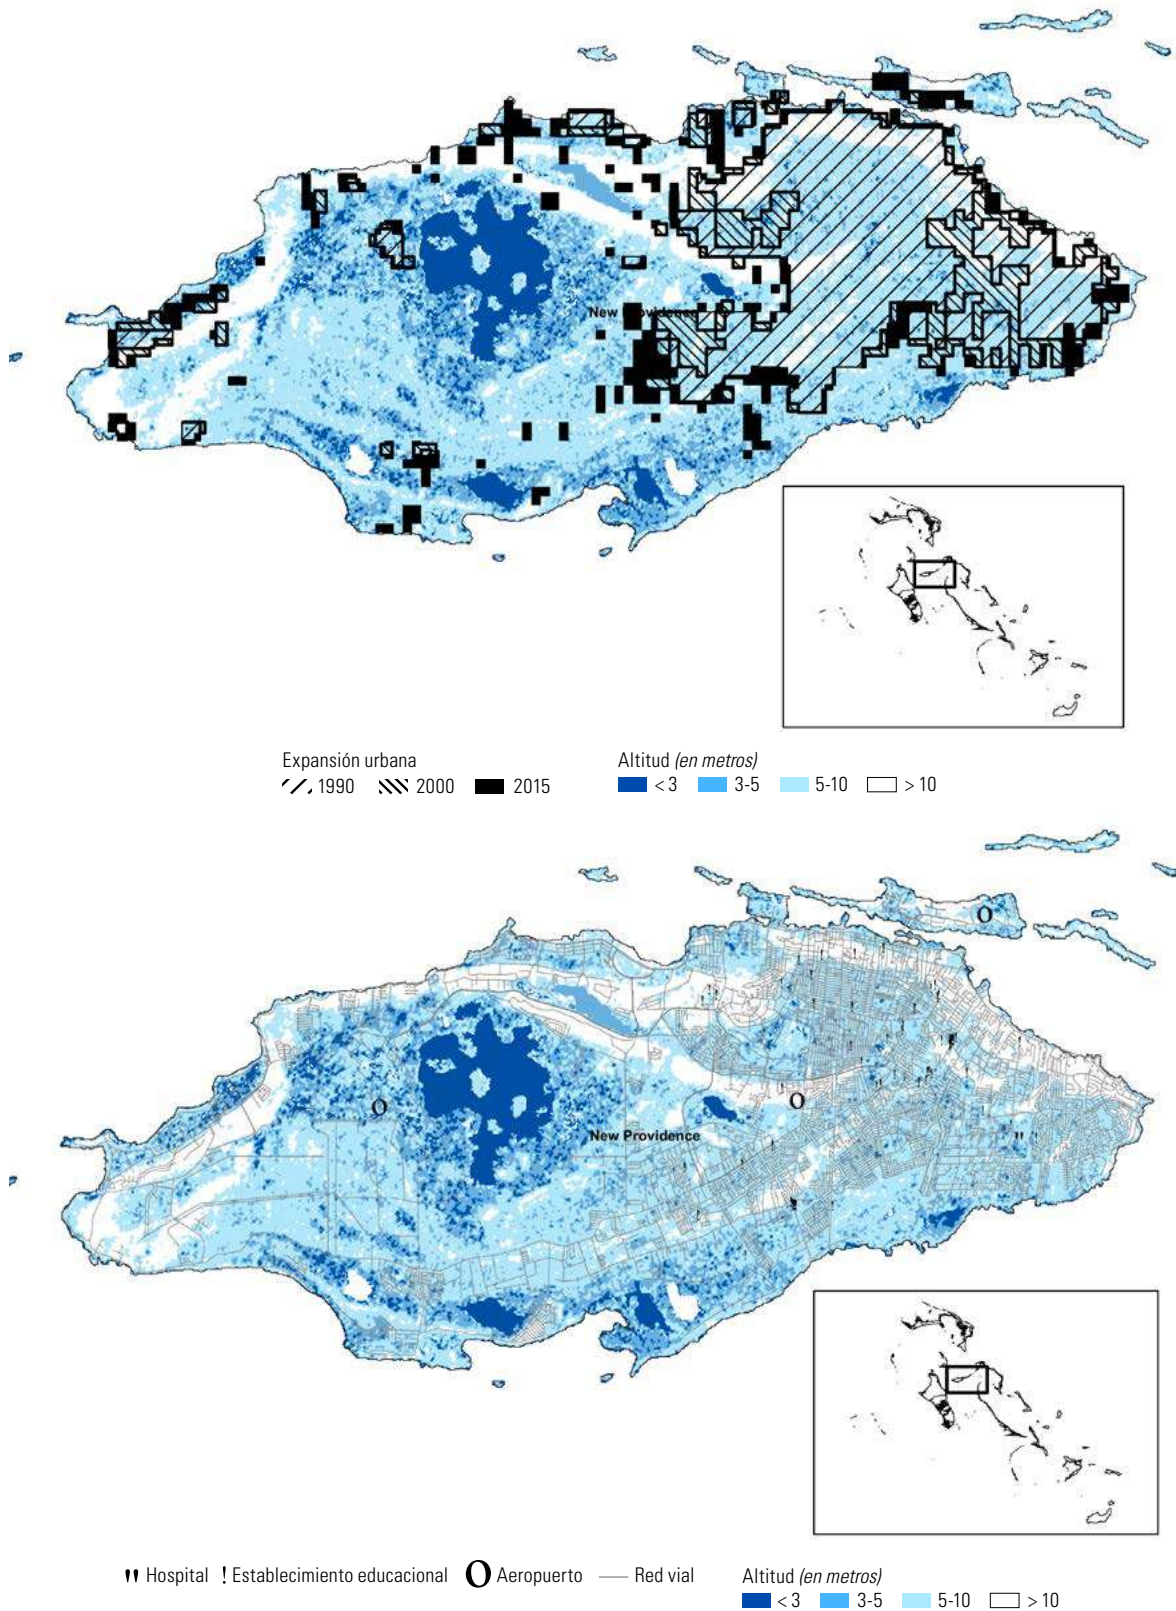 New Providence
Expansión urbana
1990 2000 2015
Altitud (en metros)
< 3 3-5 5-10 > 10
New Providence
Hospital Establecimiento educacional Aeropuerto Red vial
Altitud (en metros)
< 3 3-5 5-10 > 10